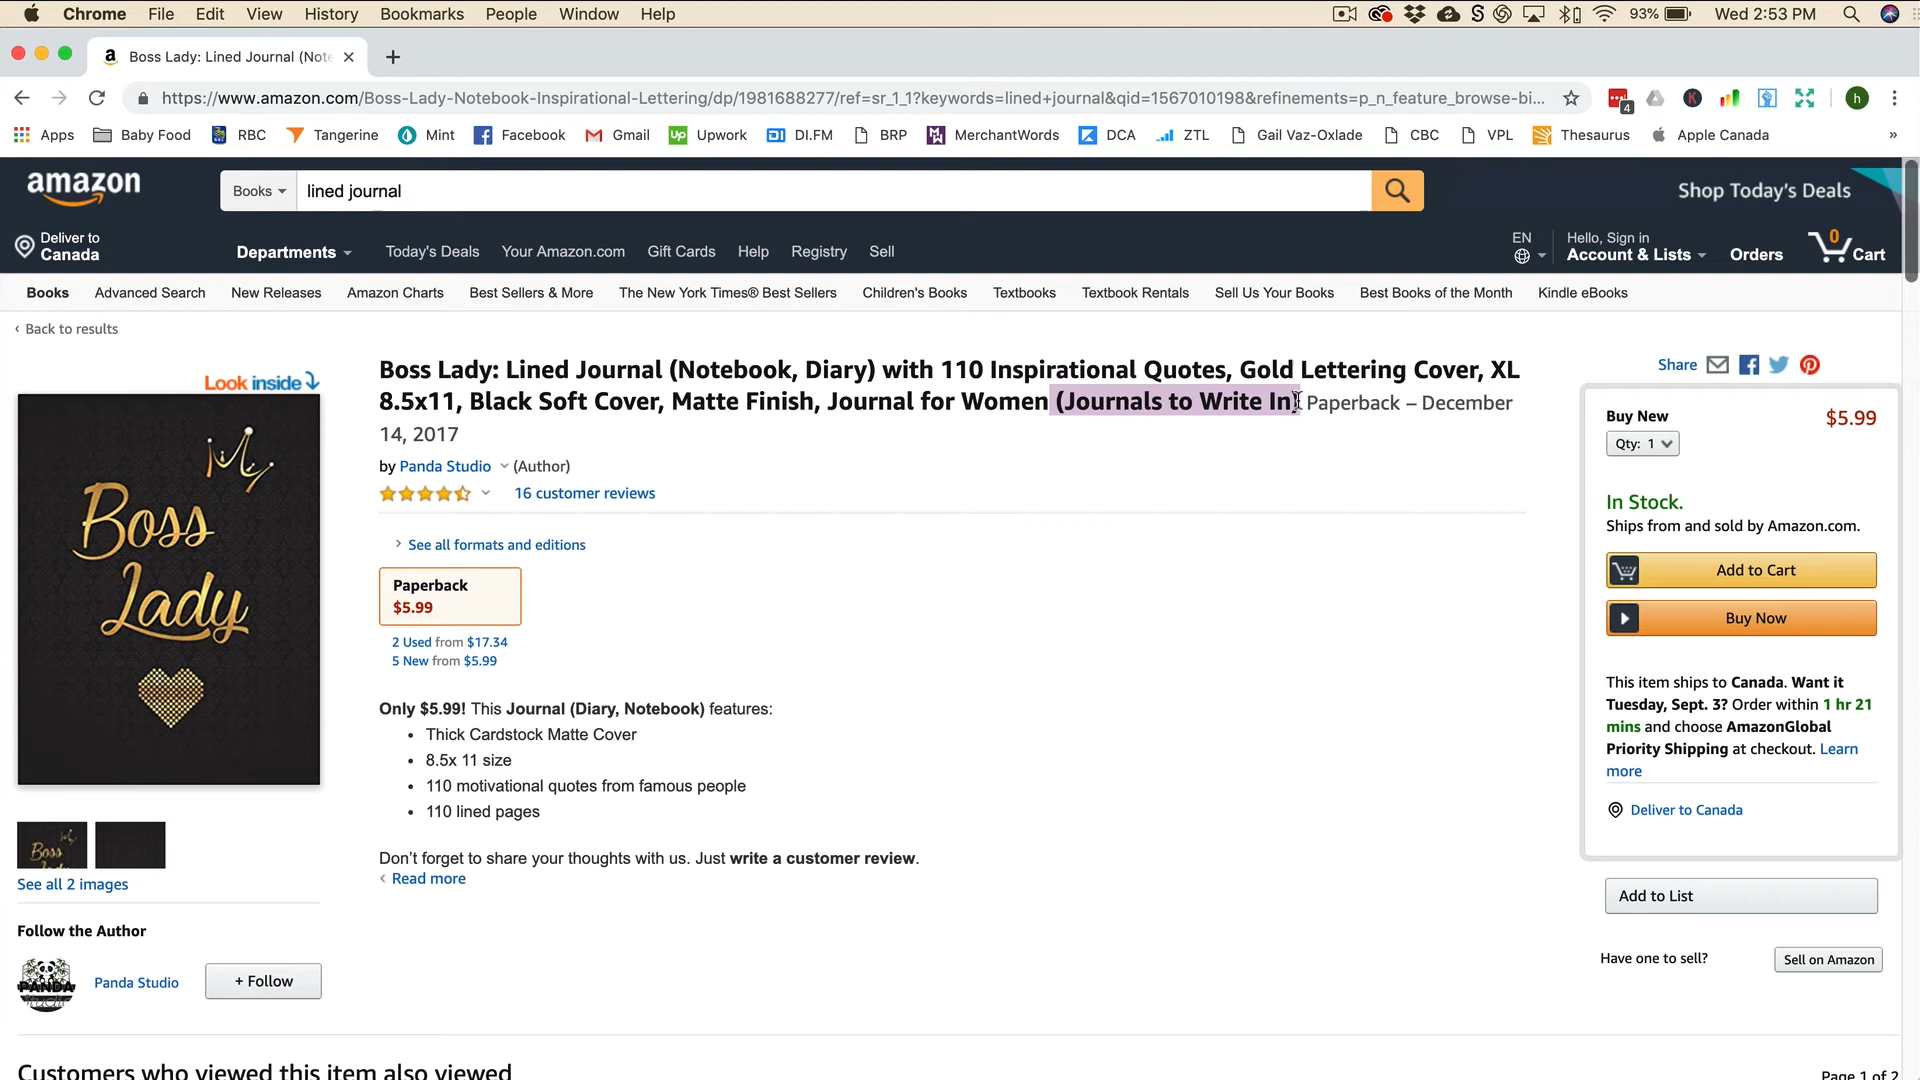 Chrome File Edit View History Bookmarks People Window Help 93% Wed 2:53 PM
Boss Lady: Lined Journal (Note
https://www.amazon.com/Boss-Lady-Notebook-Inspirational-Lettering/dp/1981688277/ref=sr_1_1?keywords=lined+journal&qid=1567010198&refinements=p_n_feature_browse-bi... 4 K h
Apps Baby Food RBC Tangerine Mint Facebook Gmail Up Upwork DI.FM BRP MerchantWords DCA ZTL Gail Vaz-Oxlade CBC VPL Thesaurus Apple Canada »
amazon Books lined journal Shop Today's Deals
Deliver to
Canada
Departments Today's Deals Your Amazon.com Gift Cards Help Registry Sell
EN
Hello, Sign in
Account & Lists Orders 0 Cart
Books Advanced Search New Releases Amazon Charts Best Sellers & More The New York Times® Best Sellers Children's Books Textbooks Textbook Rentals Sell Us Your Books Best Books of the Month Kindle eBooks
‹ Back to results
Look inside
Boss
Lady
Boss
See all 2 images
Follow the Author
PANDA
Panda Studio + Follow
Boss Lady: Lined Journal (Notebook, Diary) with 110 Inspirational Quotes, Gold Lettering Cover, XL
8.5x11, Black Soft Cover, Matte Finish, Journal for Women (Journals to Write In) Paperback – December
14, 2017
by Panda Studio (Author)
16 customer reviews
See all formats and editions
Paperback
$5.99
2 Used from $17.34
5 New from $5.99
Only $5.99! This Journal (Diary, Notebook) features:
• Thick Cardstock Matte Cover
• 8.5x 11 size
• 110 motivational quotes from famous people
• 110 lined pages
Don't forget to share your thoughts with us. Just write a customer review.
‹ Read more
Share
Buy New $5.99
Qty: 1
In Stock.
Ships from and sold by Amazon.com.
Add to Cart
Buy Now
This item ships to Canada. Want it
Tuesday, Sept. 3? Order within 1 hr 21
mins and choose AmazonGlobal
Priority Shipping at checkout. Learn
more
Deliver to Canada
Add to List
Have one to sell? Sell on Amazon
Customers who viewed this item also viewed
Page 1 of 2